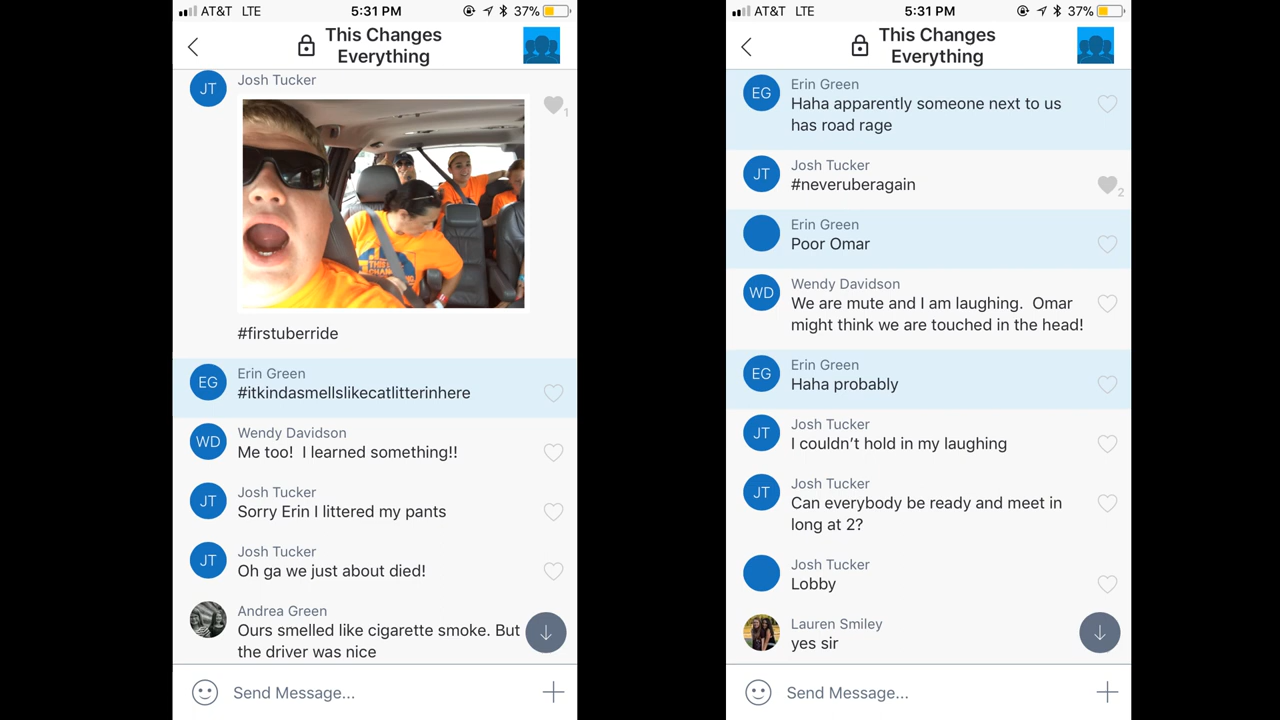 AT&T LTE 5:31 PM 37%
This Changes
Everything
JT
Josh Tucker
THIS
CHANGES
1
#firstuberride
EG
Erin Green
#itkindasmellslikecatlitterinhere
WD
Wendy Davidson
Me too! I learned something!!
JT
Josh Tucker
Sorry Erin I littered my pants
JT
Josh Tucker
Oh ga we just about died!
Andrea Green
Ours smelled like cigarette smoke. But
the driver was nice
Send Message...
AT&T LTE 5:31 PM 37%
This Changes
Everything
EG
Erin Green
Haha apparently someone next to us
has road rage
JT
Josh Tucker
#neveruberagain
2
Erin Green
Poor Omar
WD
Wendy Davidson
We are mute and I am laughing. Omar
might think we are touched in the head!
EG
Erin Green
Haha probably
JT
Josh Tucker
I couldn't hold in my laughing
JT
Josh Tucker
Can everybody be ready and meet in
long at 2?
Josh Tucker
Lobby
Lauren Smiley
yes sir
Send Message...